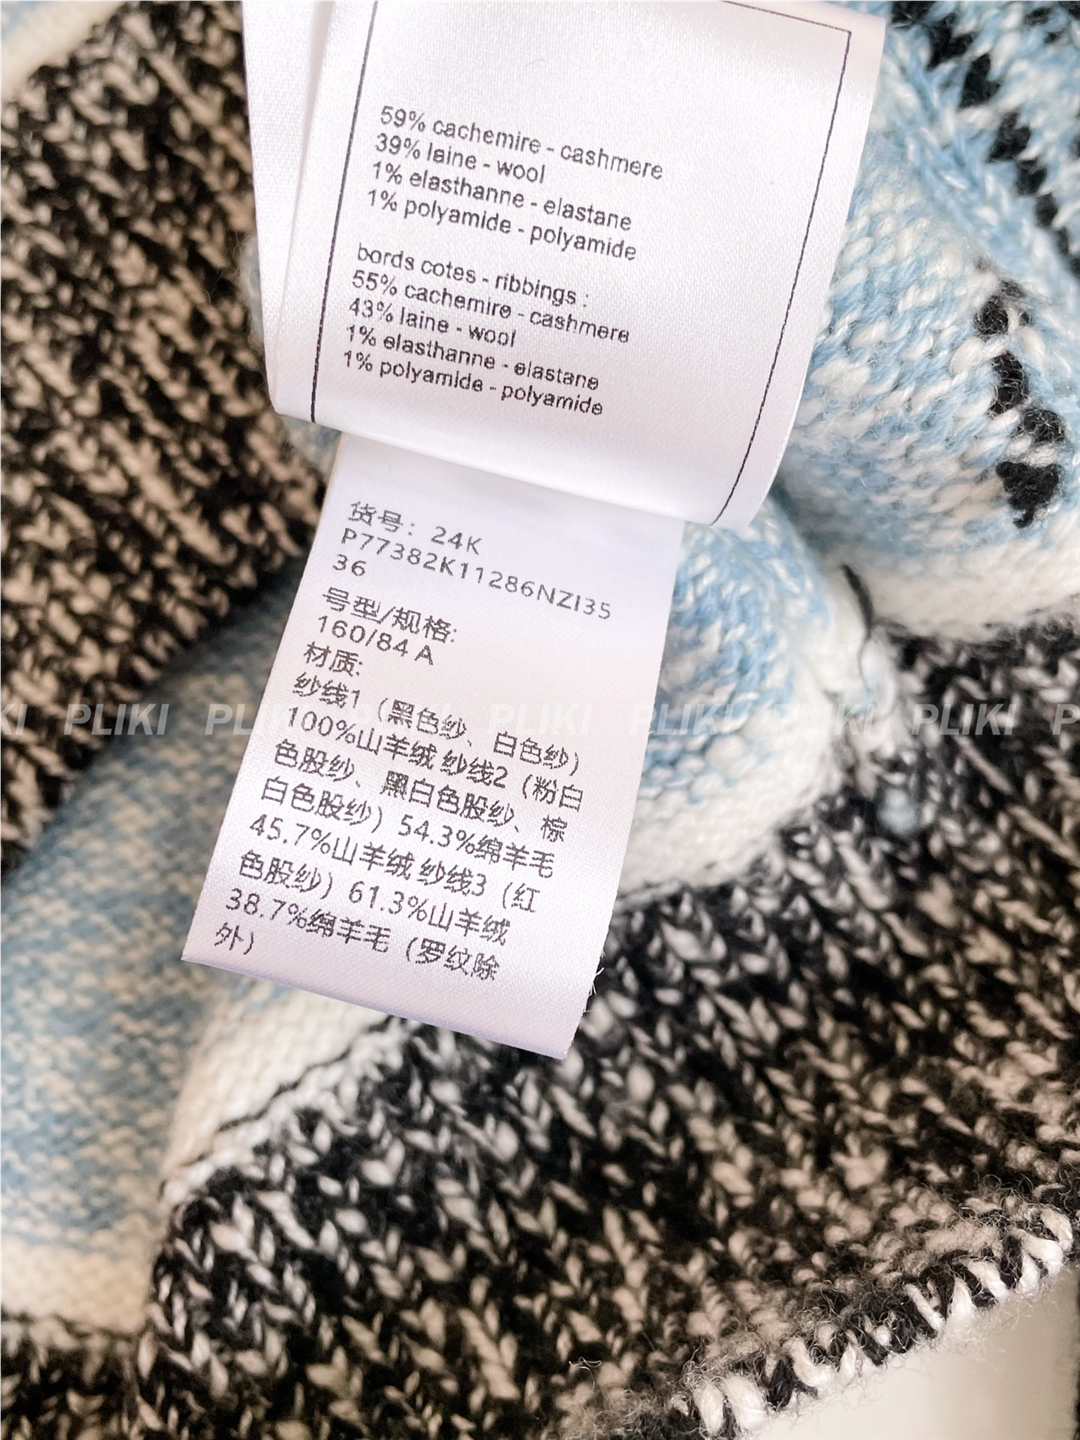 59% cachemire - cashmere
39% laine - wool
1% elasthanne - elastane
1% polyamide - polyamide
bords cotes - ribbings :
55% cachemire - cashmere
43% laine - wool
1% elasthanne - elastane
1% polyamide - polyamide
货号：24K
P77382K11286NZI35
36
号型/规格:
160/84 A
材质:
纱线1（黑色纱、白色纱）
100%山羊绒 纱线2（粉白
色股纱、黑白色股纱、棕
白色股纱）54.3%绵羊毛
45.7%山羊绒 纱线3（红
色股纱）61.3%山羊绒
38.7%绵羊毛（罗纹除
外）
KI PLIKI PLIKI PLIKI PLIKI PLIKI PLIKI P